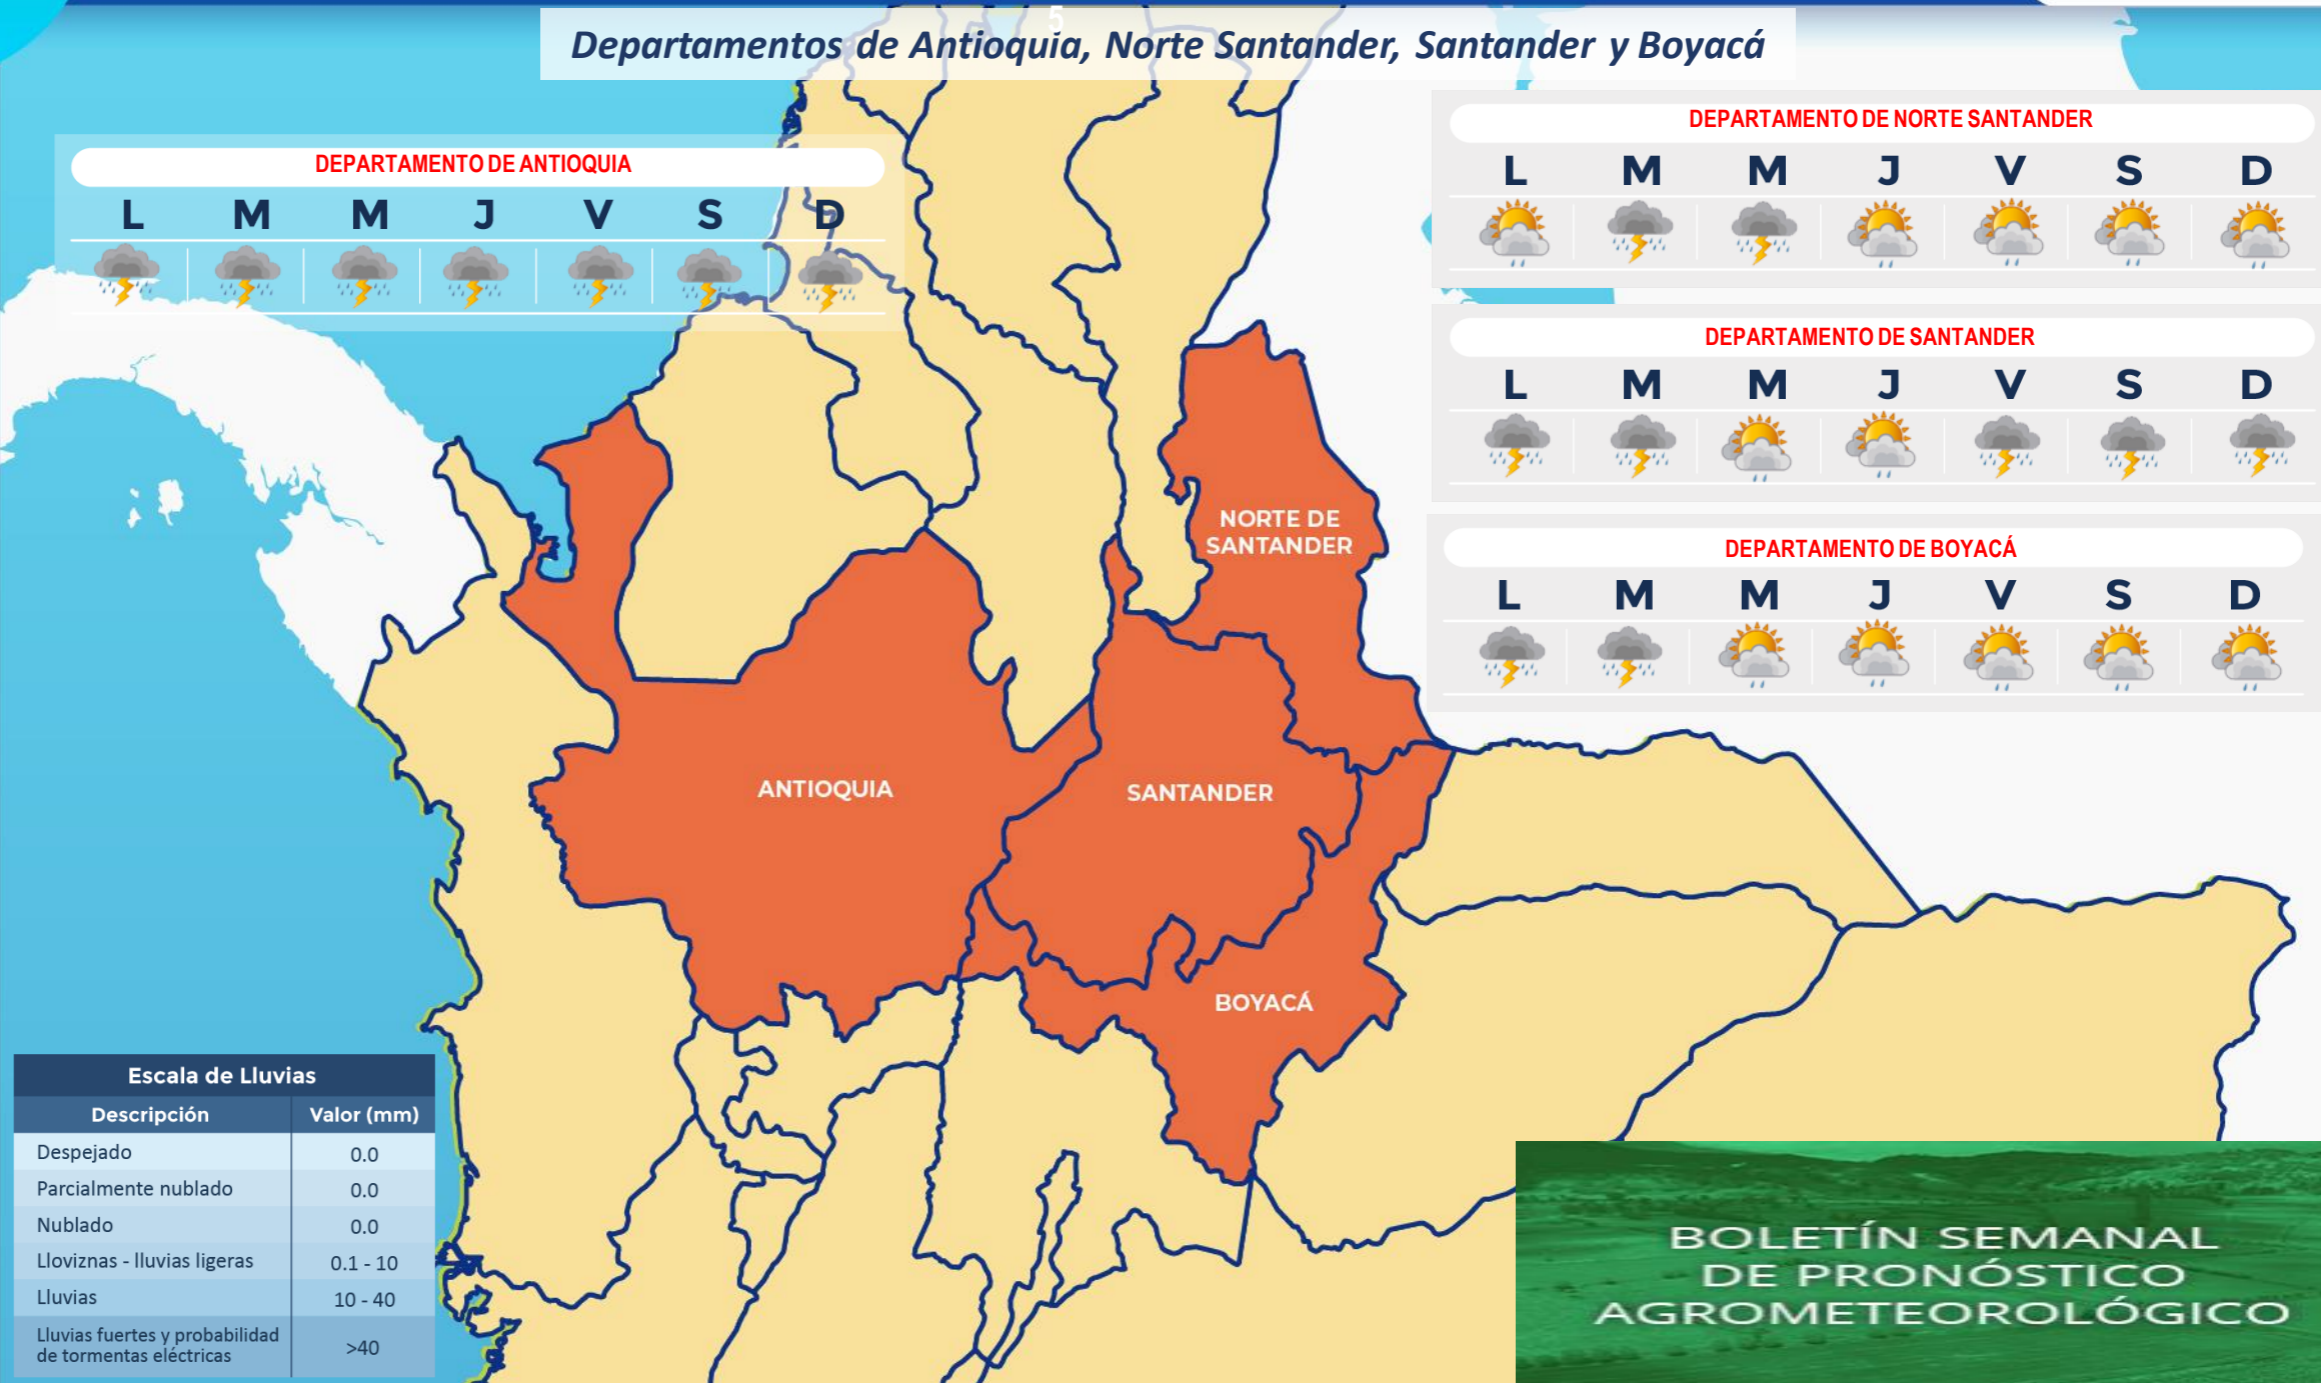 5
Departamentos de Antioquia, Norte Santander, Santander y Boyacá
DEPARTAMENTO DE ANTIOQUIA
L M M J V S D
DEPARTAMENTO DE NORTE SANTANDER
L M M J V S D
DEPARTAMENTO DE SANTANDER
L M M J V S D
DEPARTAMENTO DE BOYACÁ
L M M J V S D
NORTE DE
SANTANDER
ANTIOQUIA
SANTANDER
BOYACÁ
Escala de Lluvias
Descripción Valor (mm)
Despejado 0.0
Parcialmente nublado 0.0
Nublado 0.0
Lloviznas - lluvias ligeras 0.1 - 10
Lluvias 10 - 40
Lluvias fuertes y probabilidad
de tormentas eléctricas >40
BOLETÍN SEMANAL
DE PRONÓSTICO
AGROMETEOROLÓGICO